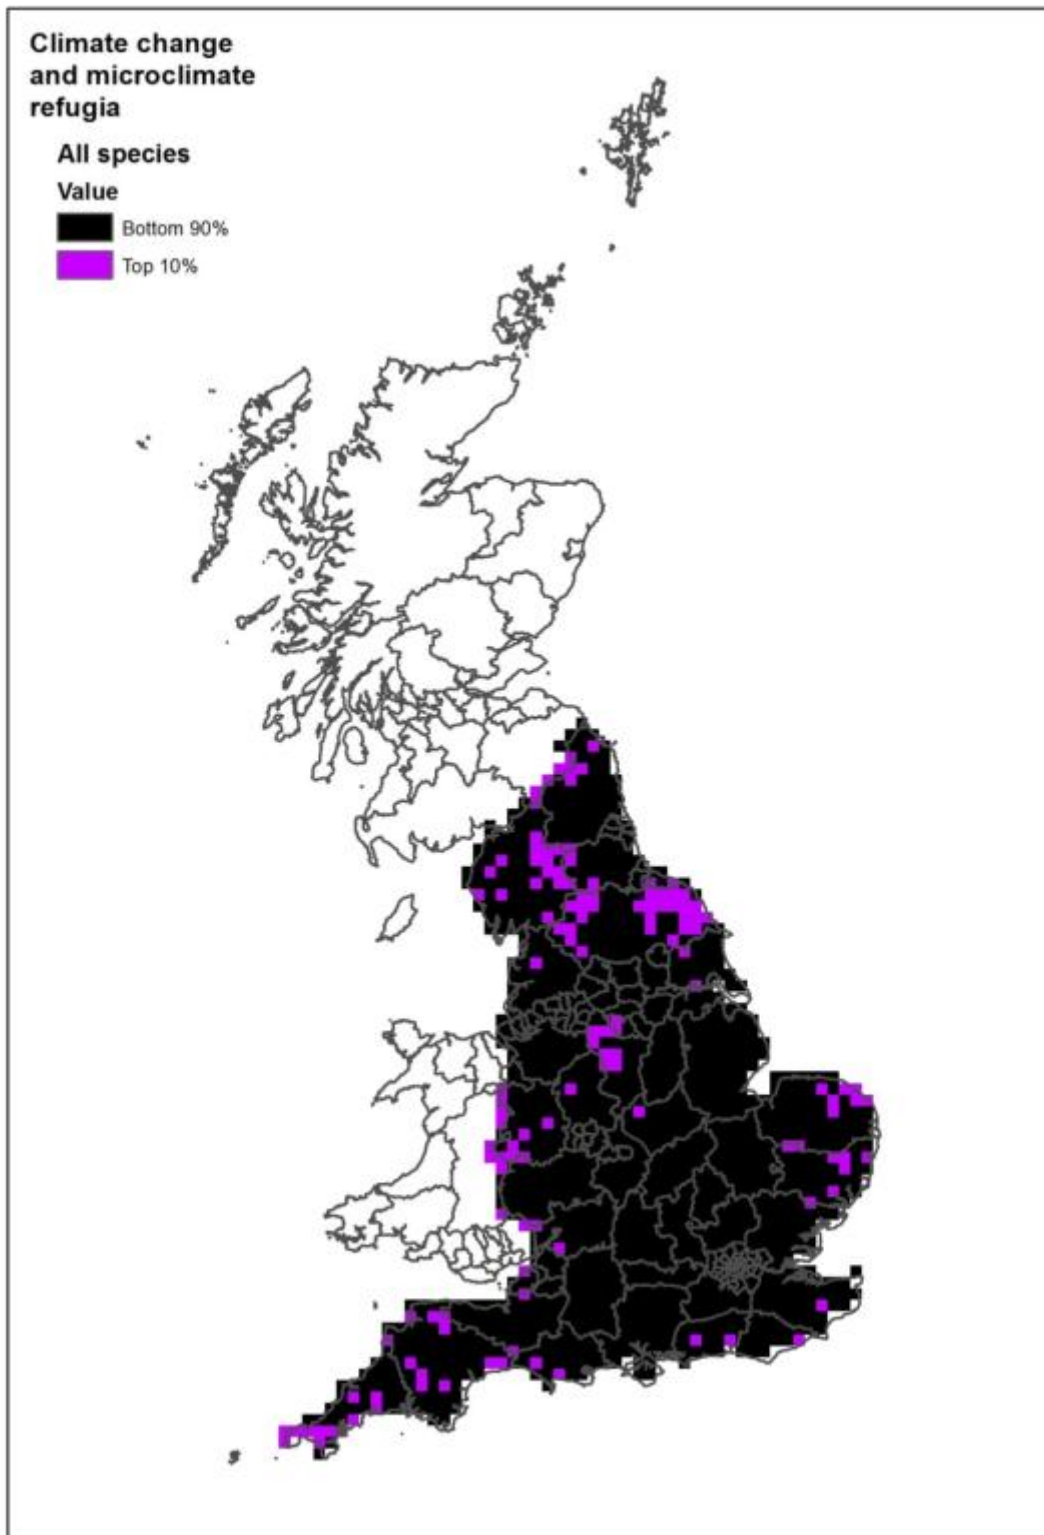 Climate change
and microclimate
refugia
All species
Value
Bottom 90%
Top 10%